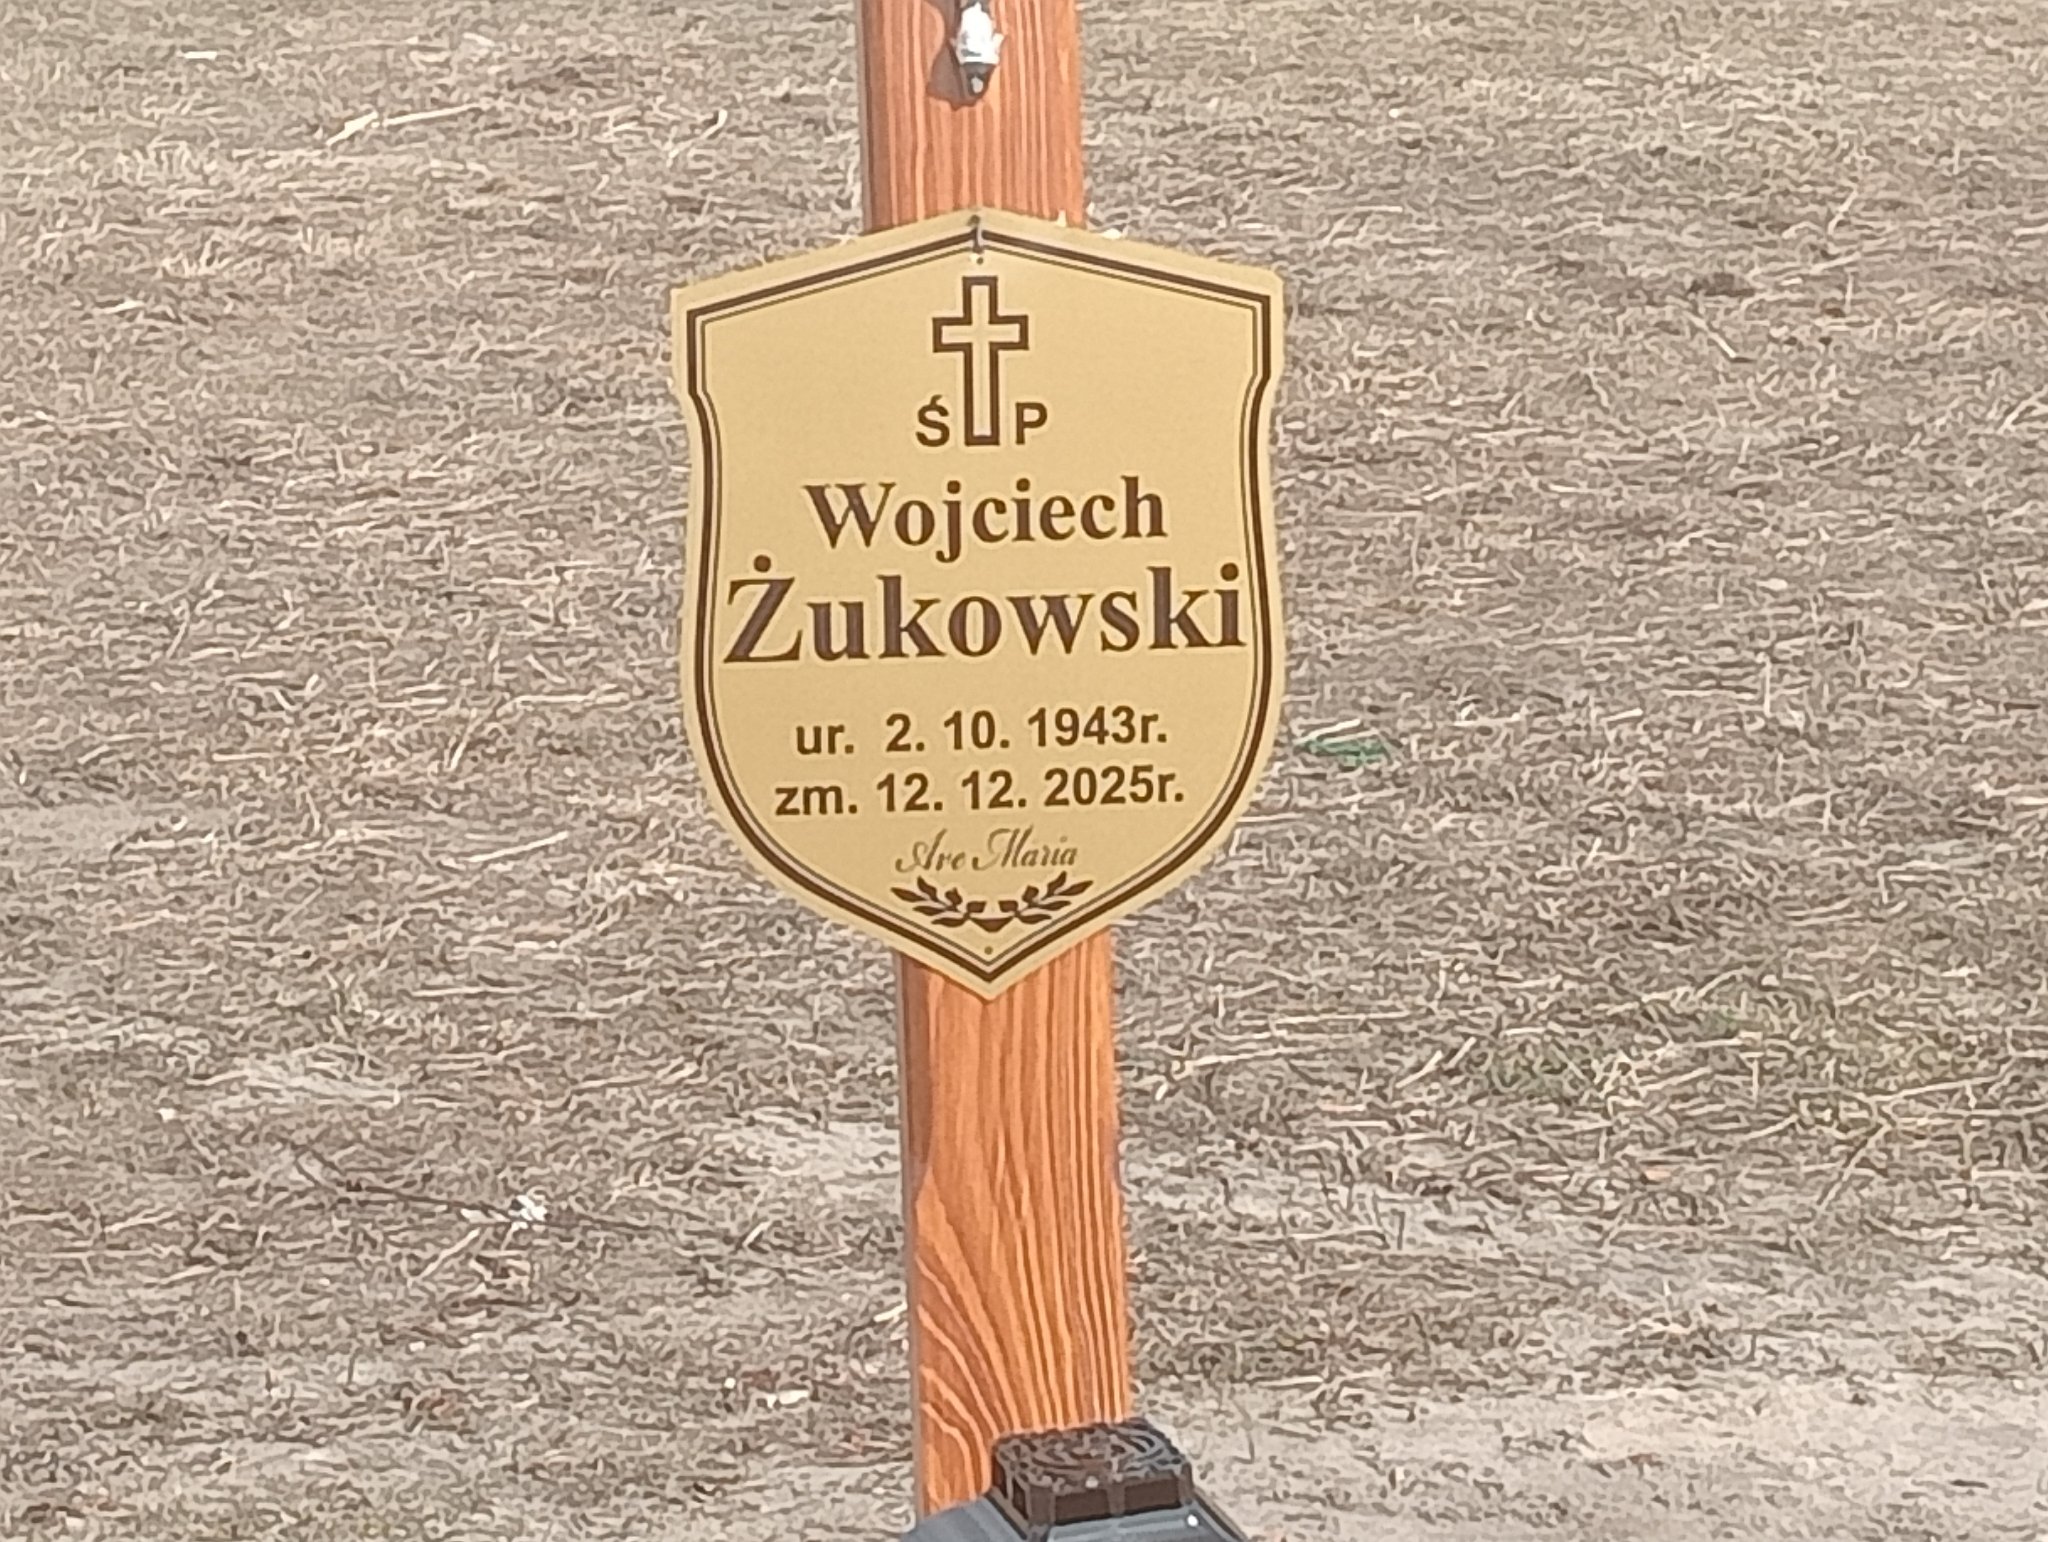 Ś P
Wojciech
Żukowski
ur. 2. 10. 1943r.
zm. 12. 12. 2025r.
Ave Maria